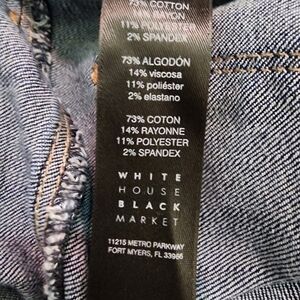 73% COTTON
14% RAYON
11% POLYESTER
2% SPANDEX
73% ALGODÓN
14% viscosa
11% poliéster
2% elastano
73% COTON
14% RAYONNE
11% POLYESTER
2% SPANDEX
WHITE
HOUSE
BLACK
MARKET
11215 METRO PARKWAY
FORT MYERS, FL 33966